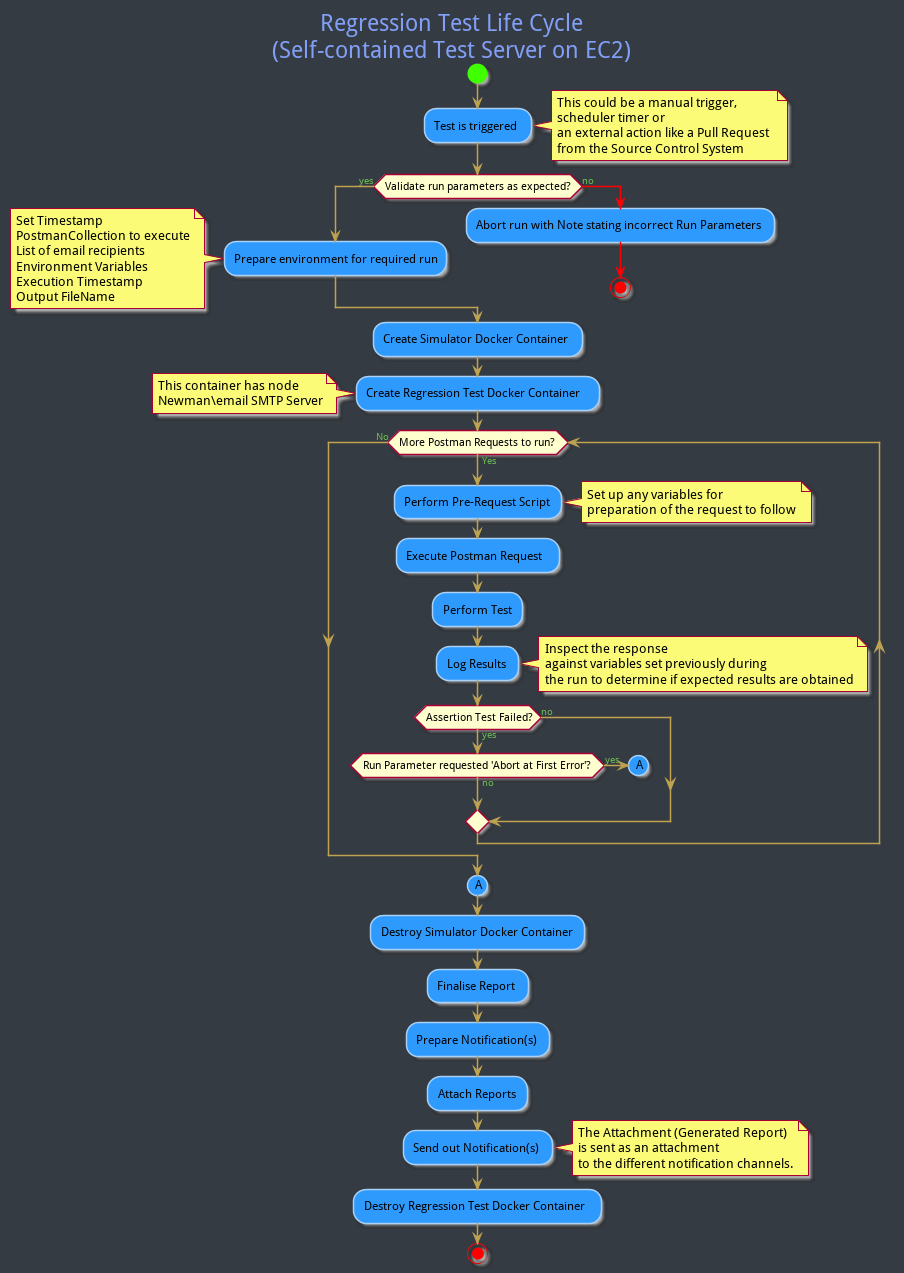 Regression Test Life Cycle
(Self-contained Test Server on EC2)
Test is triggered
This could be a manual trigger,
scheduler timer or
an external action like a Pull Request
from the Source Control System
yes
Validate run parameters as expected?
no
Abort run with Note stating incorrect Run Parameters
Set Timestamp
PostmanCollection to execute
List of email recipients
Environment Variables
Execution Timestamp
Output FileName
Prepare environment for required run
Create Simulator Docker Container
This container has node
Newman\email SMTP Server
Create Regression Test Docker Container
No
More Postman Requests to run?
Yes
Perform Pre-Request Script
Set up any variables for
preparation of the request to follow
Execute Postman Request
Perform Test
Log Results
Inspect the response
against variables set previously during
the run to determine if expected results are obtained
Assertion Test Failed?
no
yes
Run Parameter requested 'Abort at First Error'?
yes
A
no
A
Destroy Simulator Docker Container
Finalise Report
Prepare Notification(s)
Attach Reports
Send out Notification(s)
The Attachment (Generated Report)
is sent as an attachment
to the different notification channels.
Destroy Regression Test Docker Container